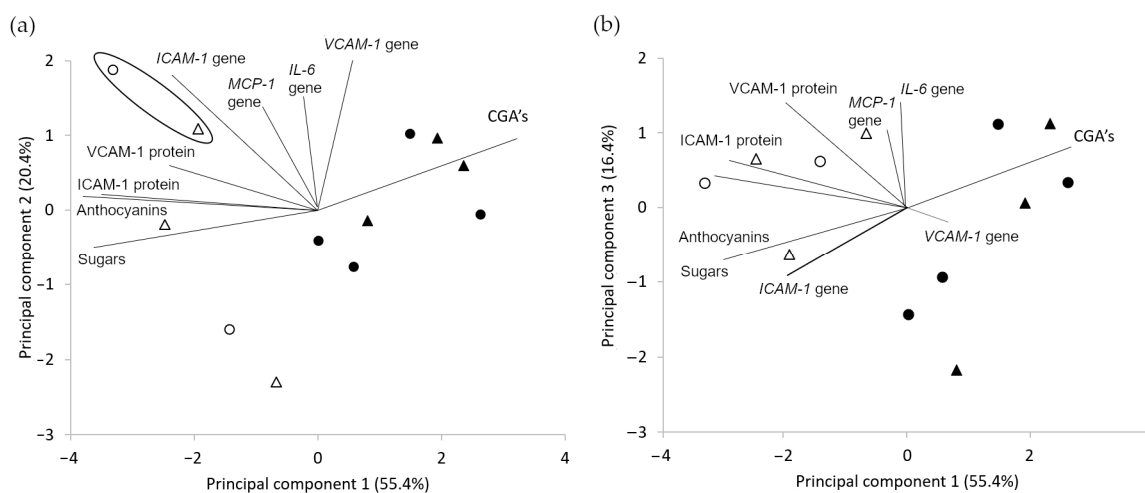 (a)
ICAM-1 gene
VCAM-1 gene
MCP-1
gene
IL-6
gene
CGA's
VCAM-1 protein
ICAM-1 protein
Anthocyanins
Sugars
2
1
0
−1
−2
−3
−4
−2
0
2
4
Principal component 2 (20.4%)
Principal component 1 (55.4%)
(b)
VCAM-1 protein
MCP-1
gene
IL-6 gene
CGA's
ICAM-1 protein
Anthocyanins
Sugars
VCAM-1 gene
ICAM-1 gene
2
1
0
−1
−2
−3
−4
−2
0
2
Principal component 3 (16.4%)
Principal component 1 (55.4%)